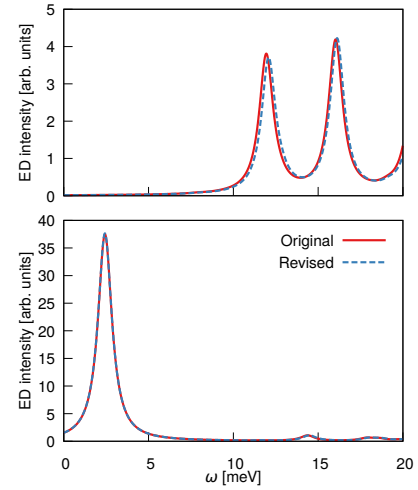 5
4
3
2
1
0
ED intensity [arb. units]
40
35
30
25
20
15
10
5
0
ED intensity [arb. units]
Original
Revised
0 5 10 15 20
ω [meV]